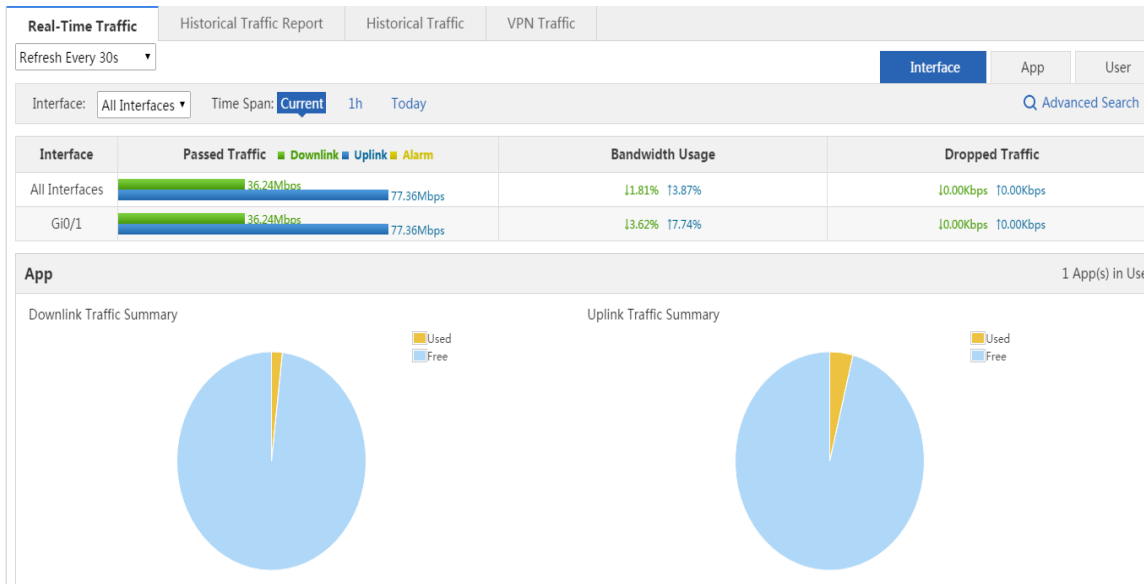 Real-Time Traffic Historical Traffic Report Historical Traffic VPN Traffic
Refresh Every 30s
Interface App User
Interface: All Interfaces Time Span: Current 1h Today Advanced Search
Interface Passed Traffic Downlink Uplink Alarm Bandwidth Usage Dropped Traffic
All Interfaces 36.24Mbps 77.36Mbps ↓1.81% ↑3.87% ↓0.00Kbps ↑0.00Kbps
Gi0/1 36.24Mbps 77.36Mbps ↓3.62% ↑7.74% ↓0.00Kbps ↑0.00Kbps
App 1 App(s) in Use
Downlink Traffic Summary Uplink Traffic Summary
Used Used
Free Free